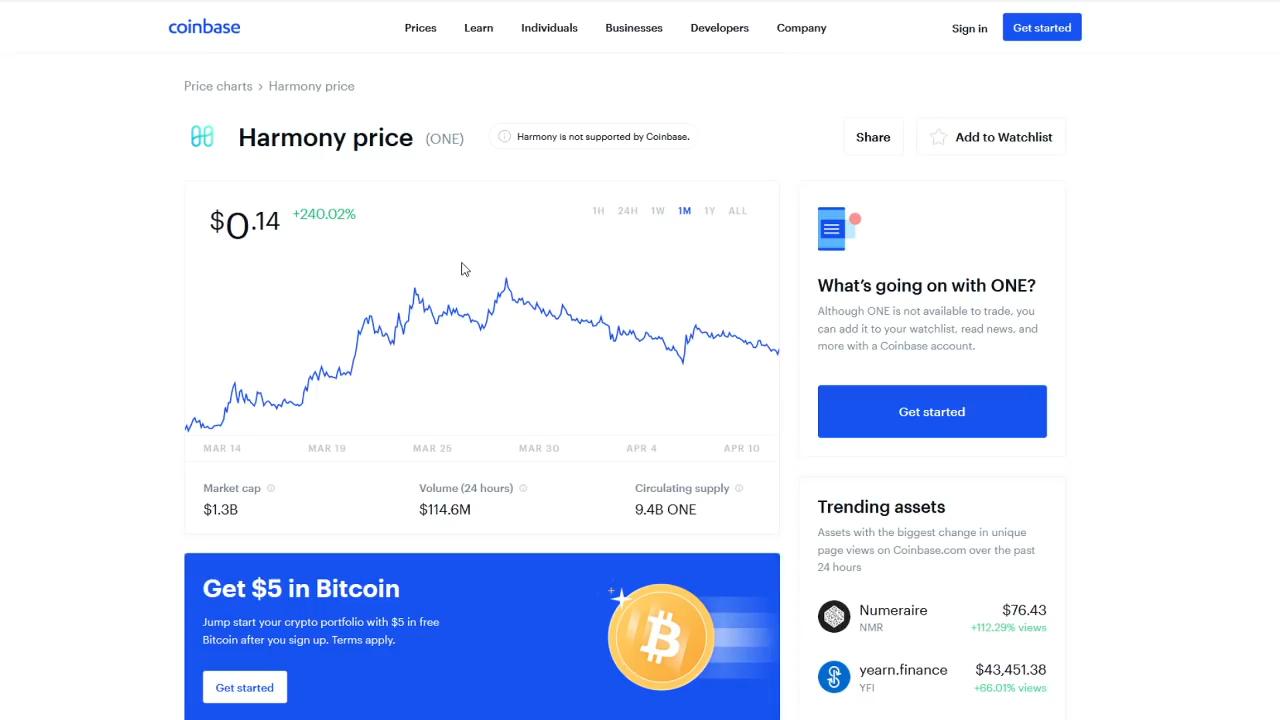 coinbase
Prices Learn Individuals Businesses Developers Company
Sign in Get started
Price charts › Harmony price
Harmony price (ONE)
Harmony is not supported by Coinbase.
Share Add to Watchlist
$0.14 +240.02%
1H 24H 1W 1M 1Y ALL
MAR 14 MAR 19 MAR 25 MAR 30 APR 4 APR 10
Market cap Volume (24 hours) Circulating supply
$1.3B $114.6M 9.4B ONE
Get $5 in Bitcoin
Jump start your crypto portfolio with $5 in free
Bitcoin after you sign up. Terms apply.
Get started
What's going on with ONE?
Although ONE is not available to trade, you
can add it to your watchlist, read news, and
more with a Coinbase account.
Get started
Trending assets
Assets with the biggest change in unique
page views on Coinbase.com over the past
24 hours
Numeraire $76.43
NMR +112.29% views
yearn.finance $43,451.38
YFI +66.01% views